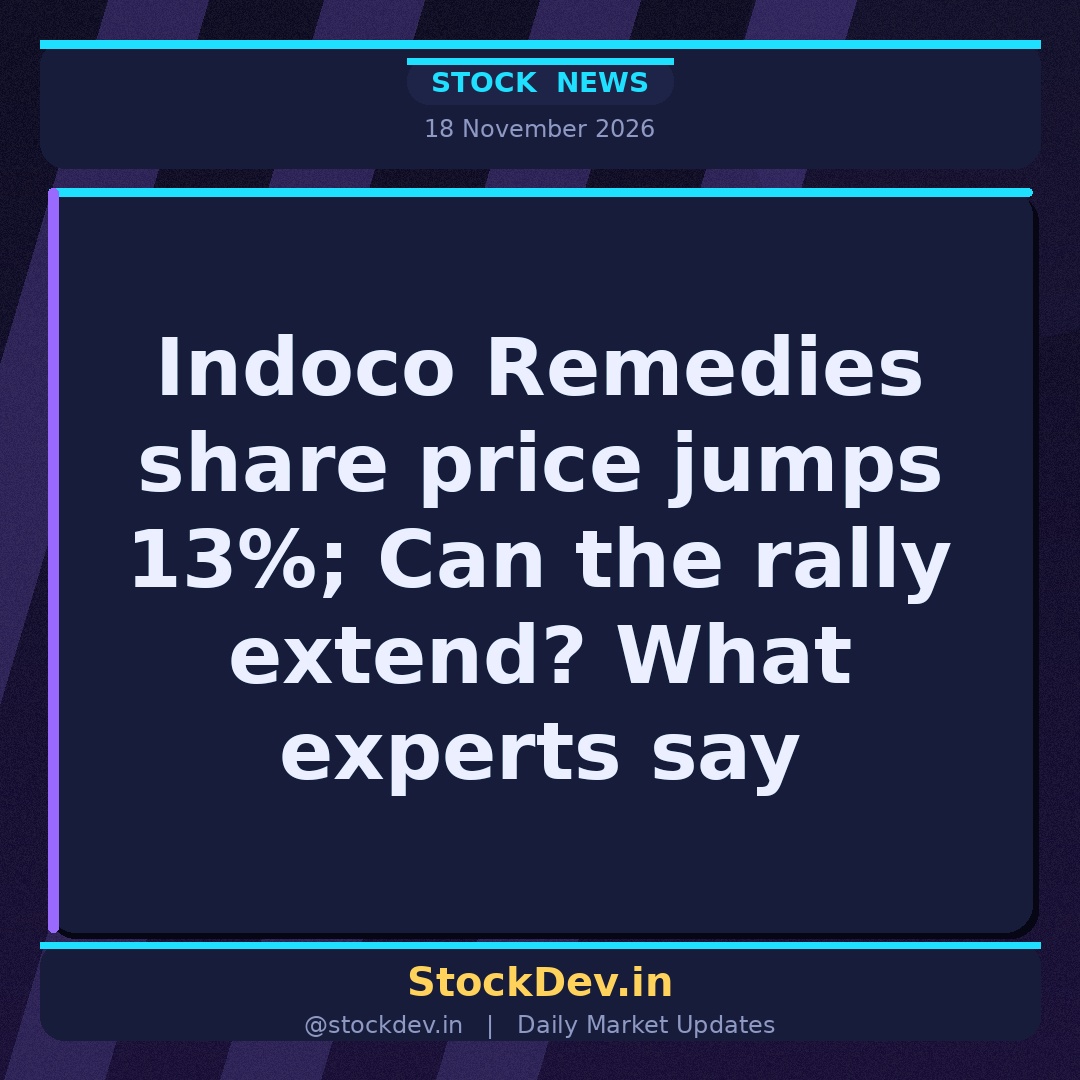 STOCK NEWS
18 November 2026
Indoco Remedies
share price jumps
13%; Can the rally
extend? What
experts say
StockDev.in
@stockdev.in | Daily Market Updates